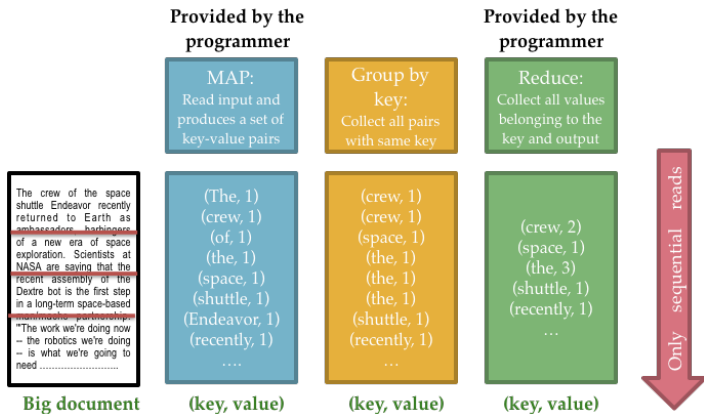 Provided by the
programmer
Provided by the
programmer
MAP:
Read input and
produces a set of
key-value pairs
Group by
key:
Collect all pairs
with same key
Reduce:
Collect all values
belonging to the
key and output
The crew of the space
shuttle Endeavor recently
returned to Earth as
ambassadors, harbingers
of a new era of space
exploration. Scientists at
NASA are saying that the
recent assembly of the
Dextre bot is the first step
in a long-term space-based
man/mache partnership.
"The work we're doing now
-- the robotics we're doing
-- is what we're going to
need ..........................
Big document
(The, 1)
(crew, 1)
(of, 1)
(the, 1)
(space, 1)
(shuttle, 1)
(Endeavor, 1)
(recently, 1)
....
(key, value)
(crew, 1)
(crew, 1)
(space, 1)
(the, 1)
(the, 1)
(the, 1)
(shuttle, 1)
(recently, 1)
...
(key, value)
(crew, 2)
(space, 1)
(the, 3)
(shuttle, 1)
(recently, 1)
...
(key, value)
Only sequential reads